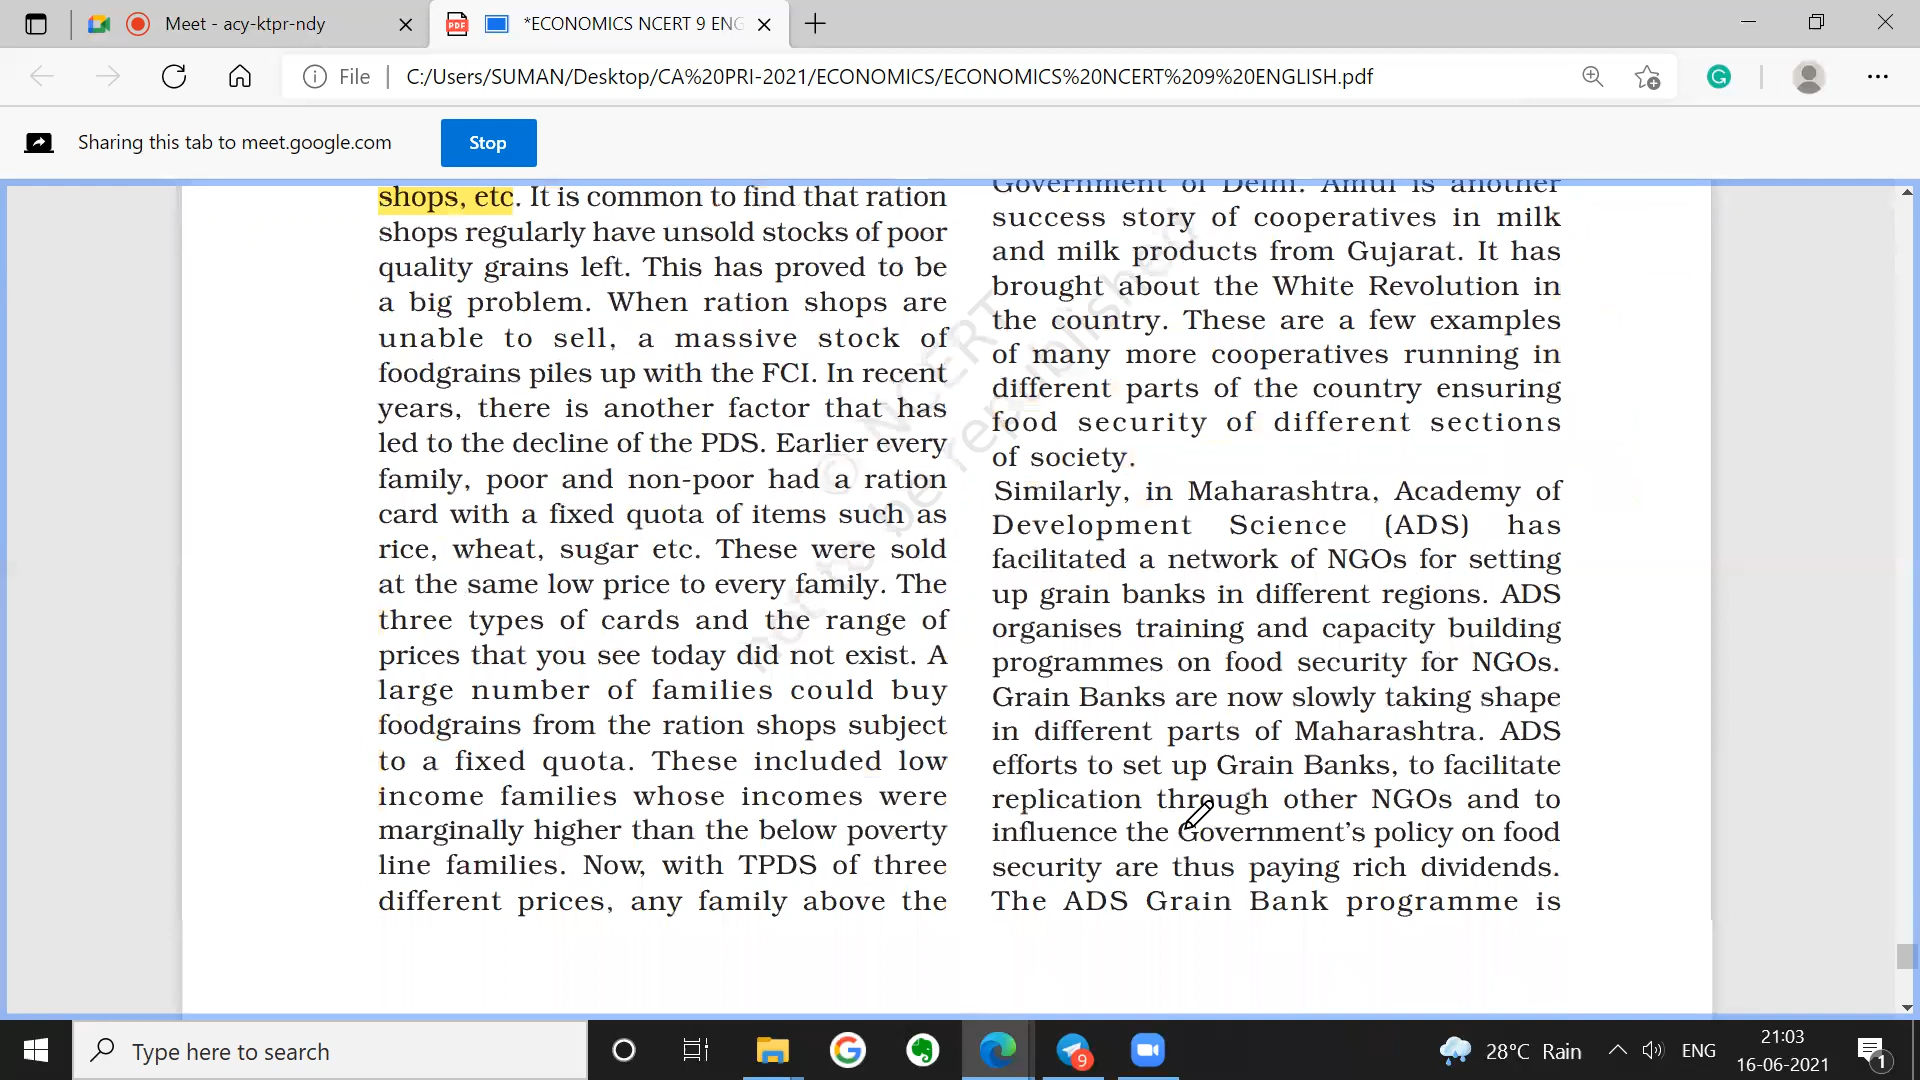 Meet - acy-ktpr-ndy
*ECONOMICS NCERT 9 ENG
File
C:/Users/SUMAN/Desktop/CA%20PRI-2021/ECONOMICS/ECONOMICS%20NCERT%209%20ENGLISH.pdf
Sharing this tab to meet.google.com
Stop
shops, etc. It is common to find that ration
shops regularly have unsold stocks of poor
quality grains left. This has proved to be
a big problem. When ration shops are
unable to sell, a massive stock of
foodgrains piles up with the FCI. In recent
years, there is another factor that has
led to the decline of the PDS. Earlier every
family, poor and non-poor had a ration
card with a fixed quota of items such as
rice, wheat, sugar etc. These were sold
at the same low price to every family. The
three types of cards and the range of
prices that you see today did not exist. A
large number of families could buy
foodgrains from the ration shops subject
to a fixed quota. These included low
income families whose incomes were
marginally higher than the below poverty
line families. Now, with TPDS of three
different prices, any family above the
Government of Delhi. Amul is another
success story of cooperatives in milk
and milk products from Gujarat. It has
brought about the White Revolution in
the country. These are a few examples
of many more cooperatives running in
different parts of the country ensuring
food security of different sections
of society.
Similarly, in Maharashtra, Academy of
Development Science (ADS) has
facilitated a network of NGOs for setting
up grain banks in different regions. ADS
organises training and capacity building
programmes on food security for NGOs.
Grain Banks are now slowly taking shape
in different parts of Maharashtra. ADS
efforts to set up Grain Banks, to facilitate
replication through other NGOs and to
influence the Government's policy on food
security are thus paying rich dividends.
The ADS Grain Bank programme is
© NCERT
not to be republished
Type here to search
9
28°C Rain
ENG
21:03
16-06-2021
1